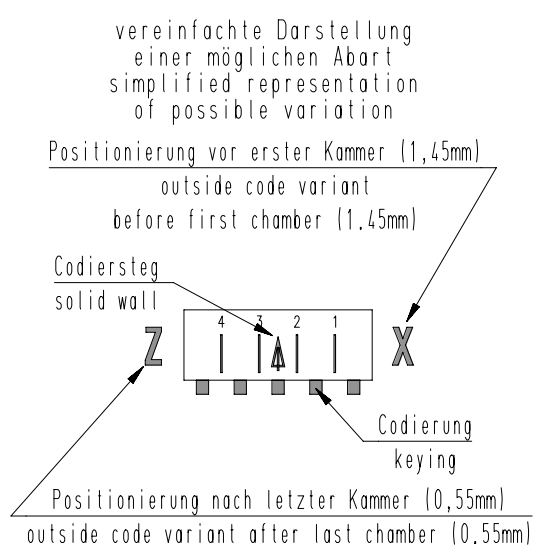 vereinfachte Darstellung
einer möglichen Abart
simplified representation
of possible variation
Positionierung vor erster Kammer (1,45mm)
outside code variant
before first chamber (1.45mm)
Codiersteg
solid wall
4 3 2 1
Z
X
Codierung
keying
Positionierung nach letzter Kammer (0,55mm)
outside code variant after last chamber (0,55mm)